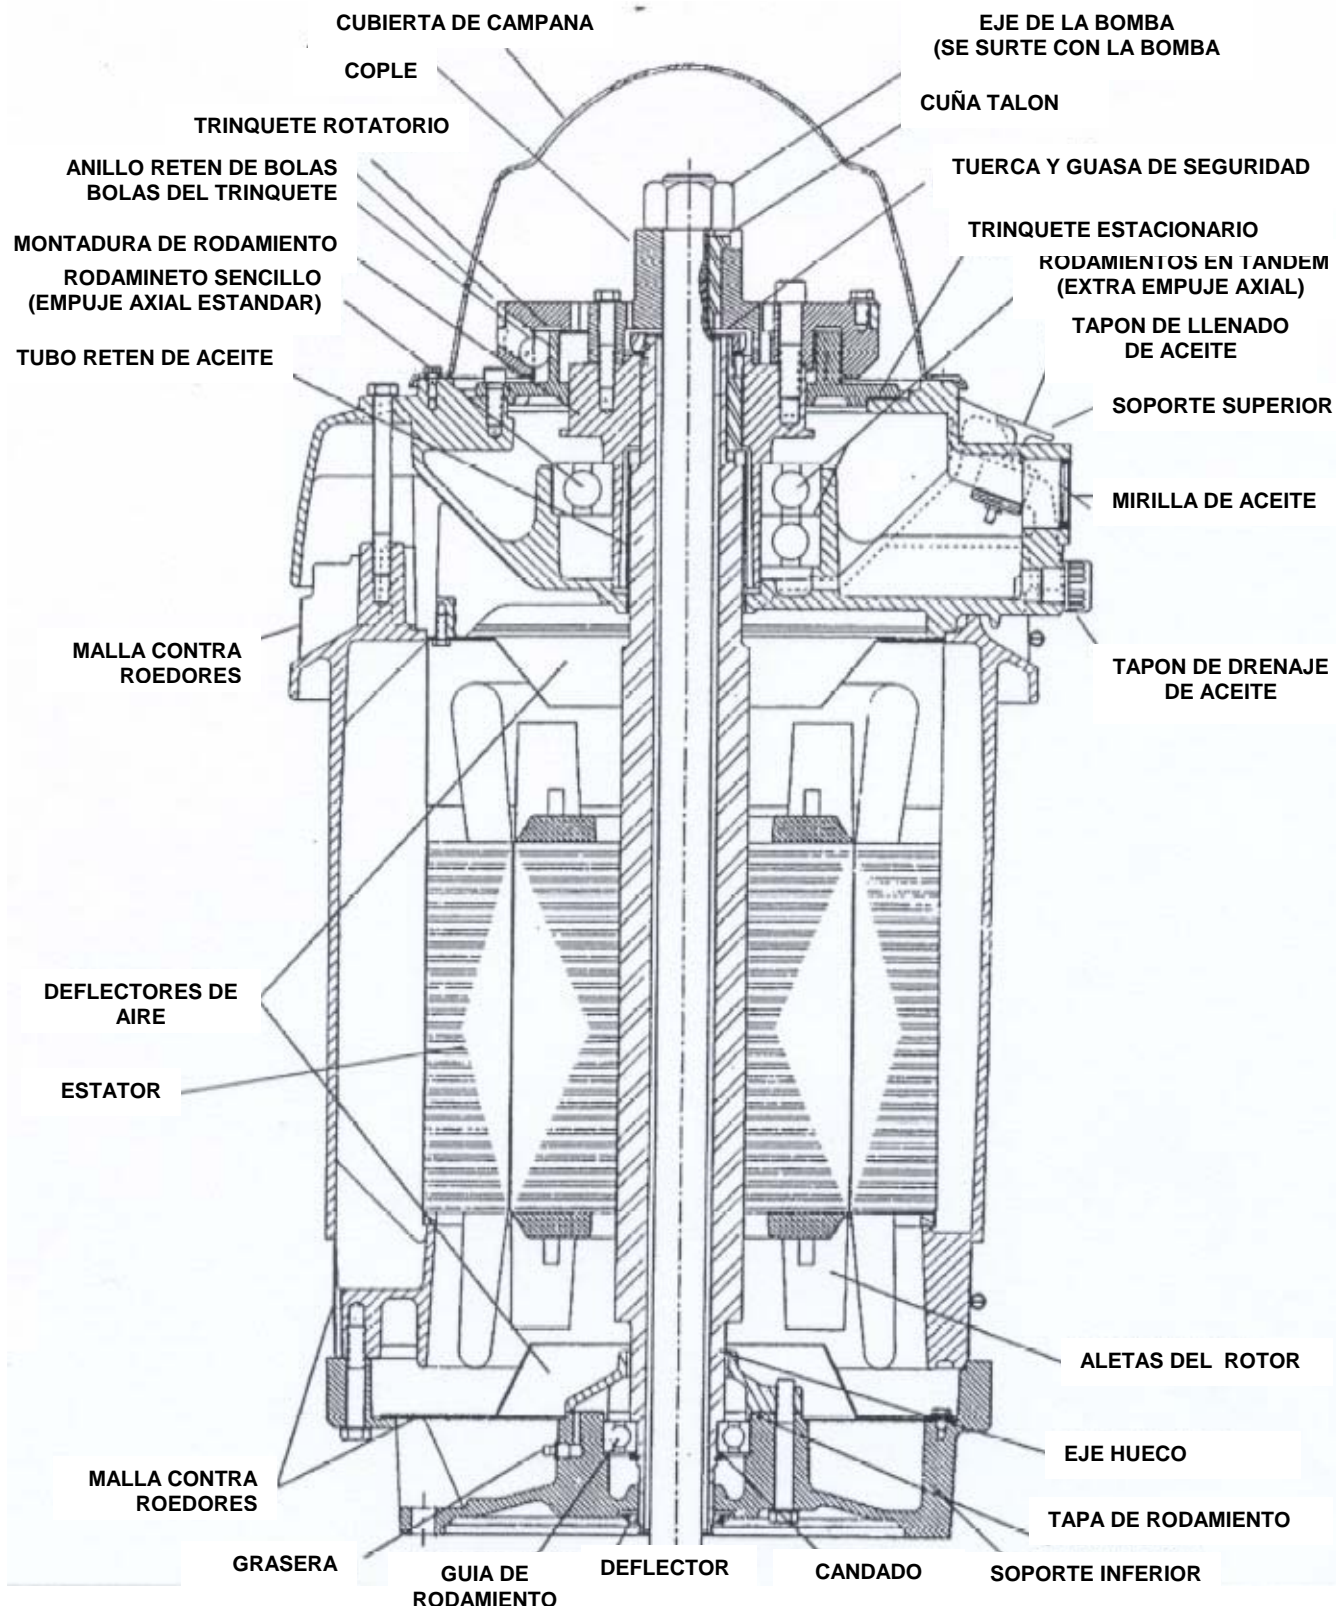 CUBIERTA DE CAMPANA
COPLE
TRINQUETE ROTATORIO
ANILLO RETEN DE BOLAS
BOLAS DEL TRINQUETE
MONTADURA DE RODAMIENTO
RODAMINETO SENCILLO
(EMPUJE AXIAL ESTANDAR)
TUBO RETEN DE ACEITE
EJE DE LA BOMBA
(SE SURTE CON LA BOMBA
CUÑA TALON
TUERCA Y GUASA DE SEGURIDAD
TRINQUETE ESTACIONARIO
RODAMIENTOS EN TANDEM
(EXTRA EMPUJE AXIAL)
TAPON DE LLENADO
DE ACEITE
SOPORTE SUPERIOR
MIRILLA DE ACEITE
MALLA CONTRA
ROEDORES
TAPON DE DRENAJE
DE ACEITE
DEFLECTORES DE
AIRE
ESTATOR
ALETAS DEL ROTOR
EJE HUECO
MALLA CONTRA
ROEDORES
TAPA DE RODAMIENTO
GRASERA
GUIA DE
RODAMIENTO
DEFLECTOR
CANDADO
SOPORTE INFERIOR